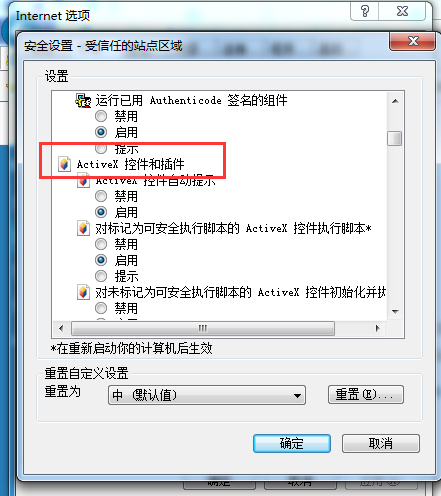 Internet 选项
安全设置 - 受信任的站点区域
设置
运行已用 Authenticode 签名的组件
禁用
启用
提示
ActiveX 控件和插件
ActiveX 控件自动提示
禁用
启用
对标记为可安全执行脚本的 ActiveX 控件执行脚本*
禁用
启用
提示
对未标记为可安全执行脚本的 ActiveX 控件初始化并执
禁用
*在重新启动你的计算机后生效
重置自定义设置
重置为
中 (默认值)
重置(E)...
确定
取消
确定
取消